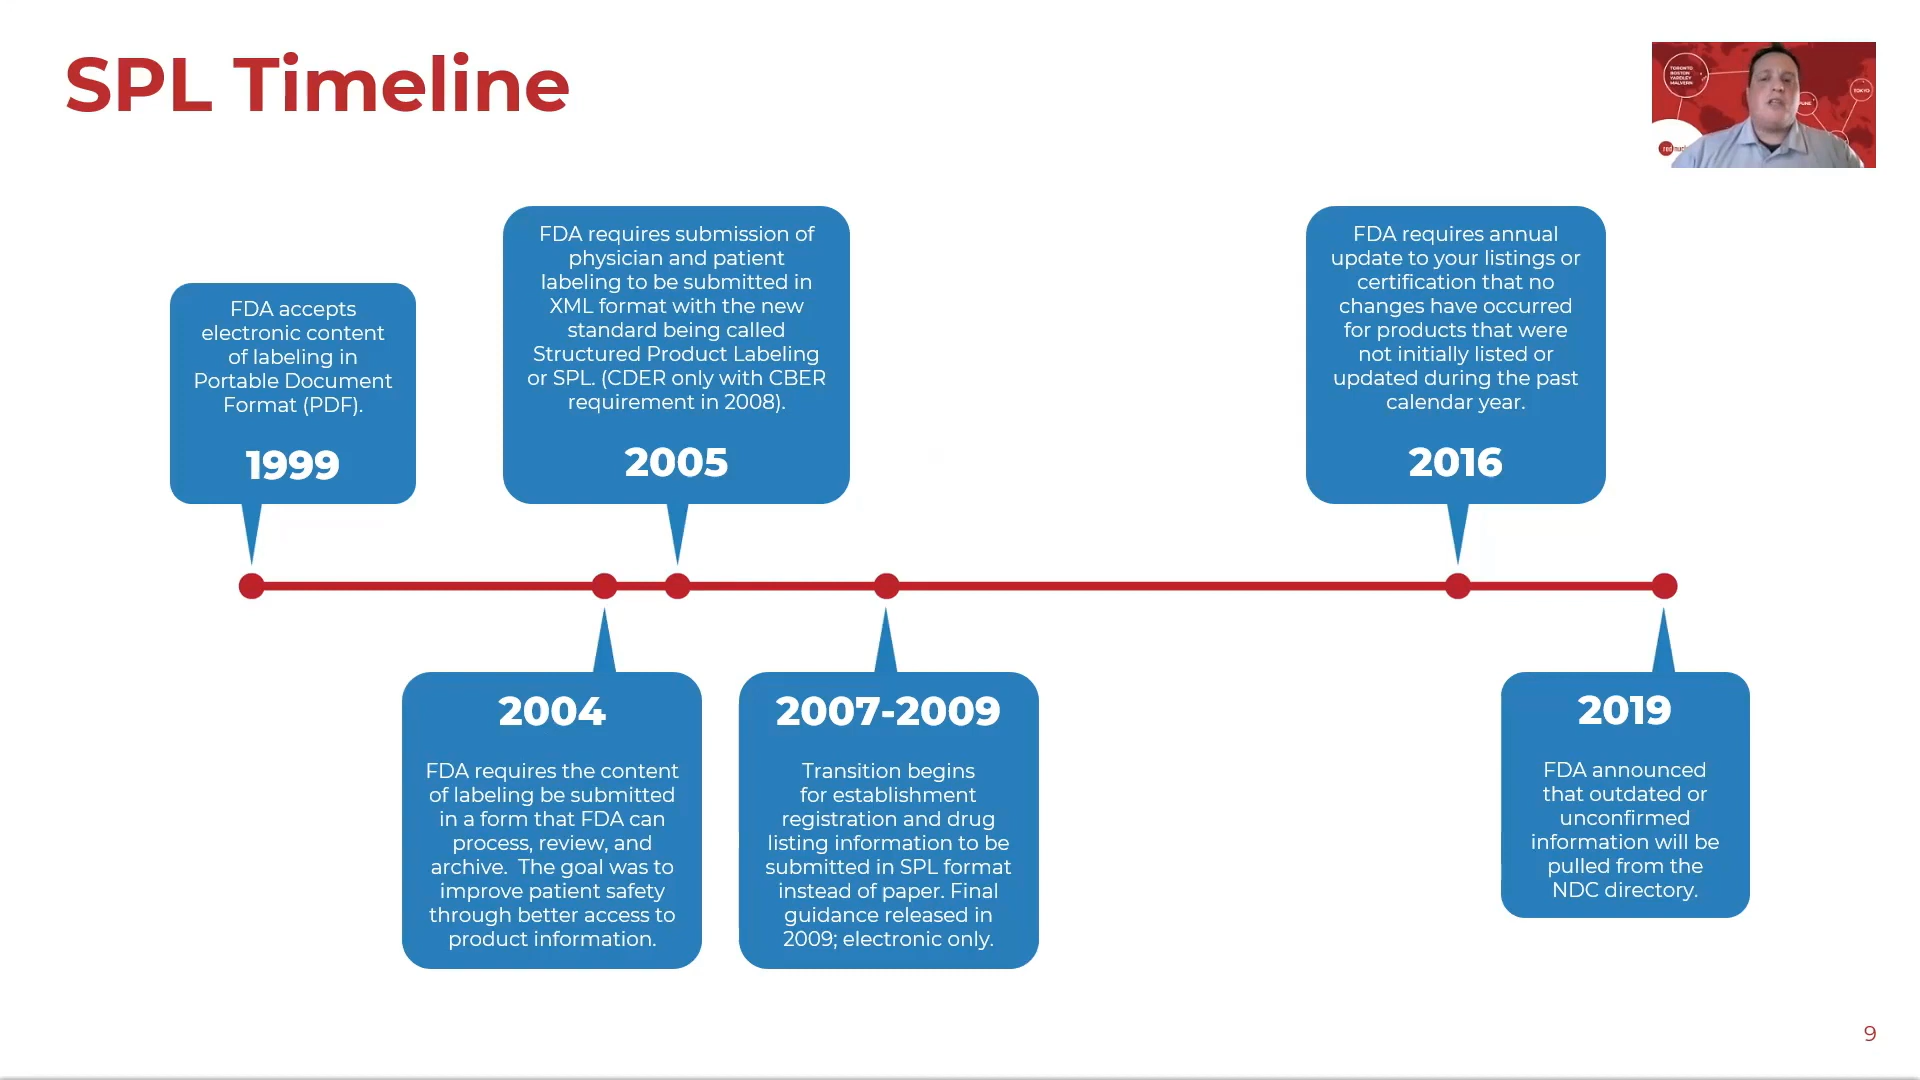 SPL Timeline
TORONTO
BOSTON
YARDLEY
MALVERN
TOKYO
red
FDA accepts
electronic content
of labeling in
Portable Document
Format (PDF).
1999
FDA requires submission of
physician and patient
labeling to be submitted in
XML format with the new
standard being called
Structured Product Labeling
or SPL. (CDER only with CBER
requirement in 2008).
2005
FDA requires annual
update to your listings or
certification that no
changes have occurred
for products that were
not initially listed or
updated during the past
calendar year.
2016
2004
FDA requires the content
of labeling be submitted
in a form that FDA can
process, review, and
archive.  The goal was to
improve patient safety
through better access to
product information.
2007-2009
Transition begins
for establishment
registration and drug
listing information to be
submitted in SPL format
instead of paper. Final
guidance released in
2009; electronic only.
2019
FDA announced
that outdated or
unconfirmed
information will be
pulled from the
NDC directory.
9